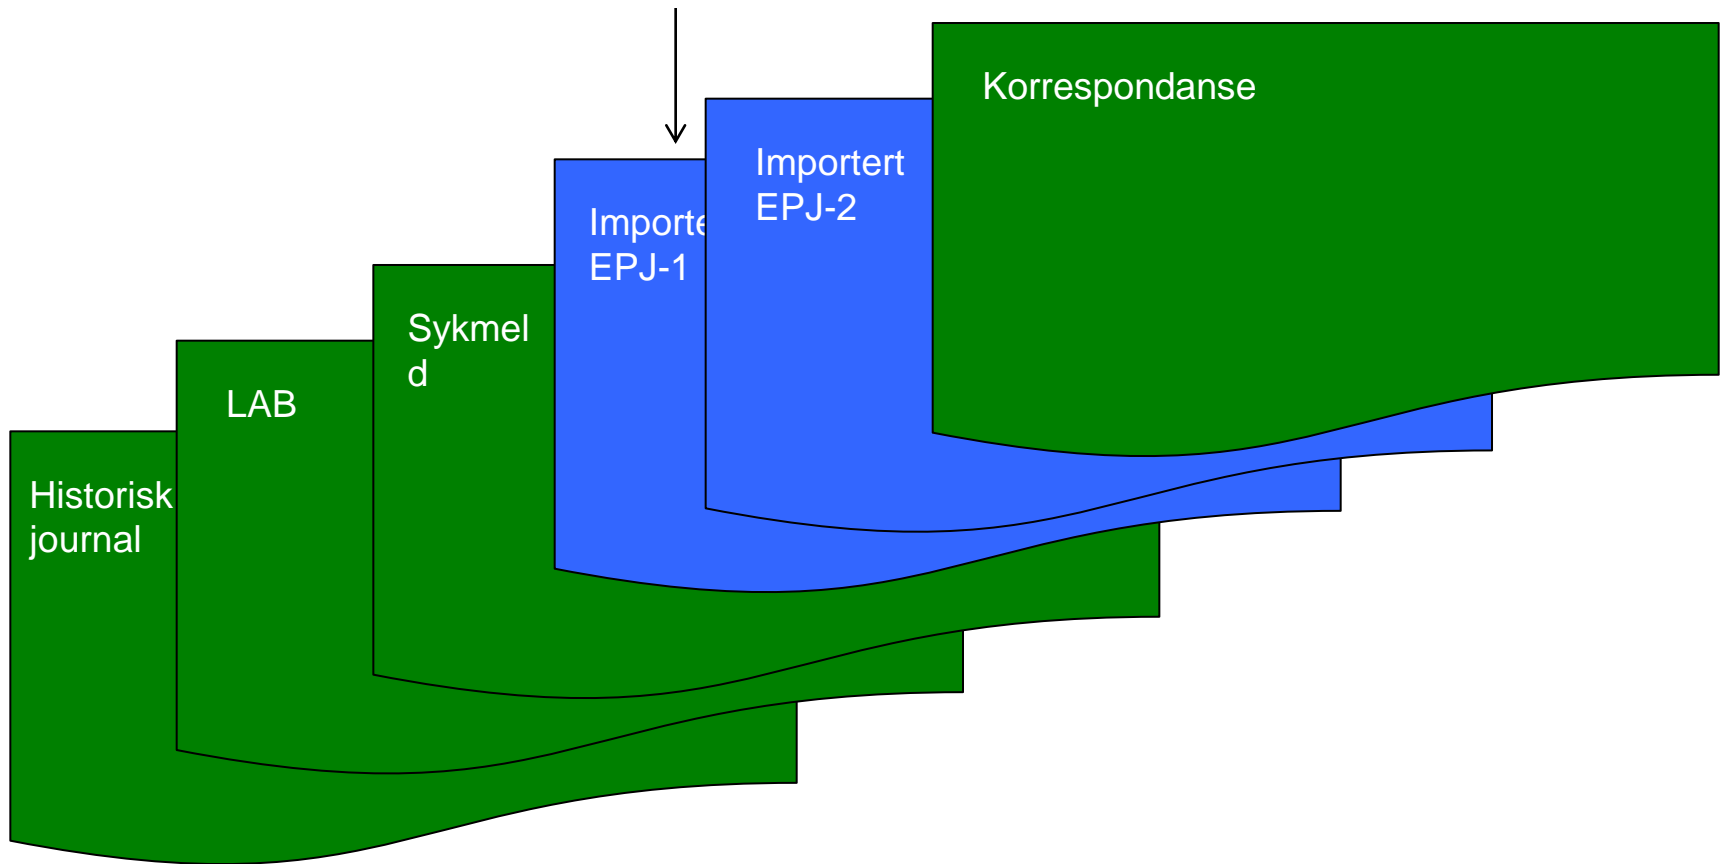 Korrespondanse
Importert
EPJ-2
Importe
EPJ-1
Sykmel
d
LAB
Historisk
journal